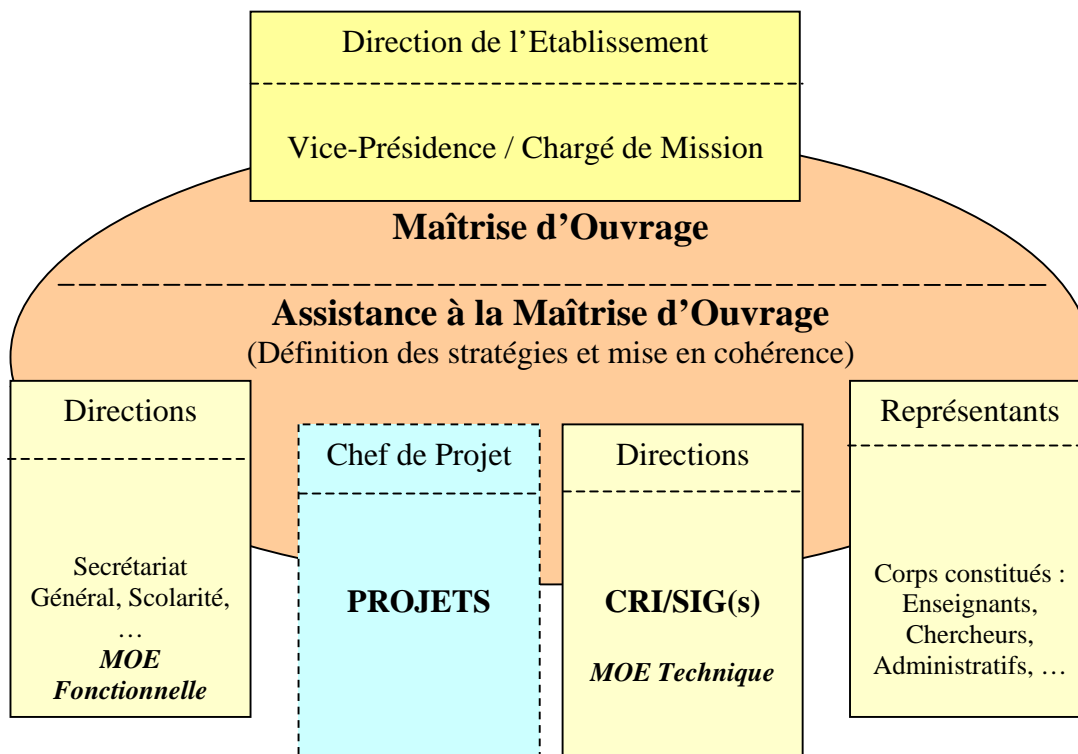 Direction de l’Etablissement
Vice-Présidence / Chargé de Mission
Maîtrise d’Ouvrage
Assistance à la Maîtrise d’Ouvrage
(Définition des stratégies et mise en cohérence)
Directions
Secrétariat
Général, Scolarité,
…
MOE
Fonctionnelle
Chef de Projet
PROJETS
Directions
CRI/SIG(s)
MOE Technique
Représentants
Corps constitués :
Enseignants,
Chercheurs,
Administratifs, …